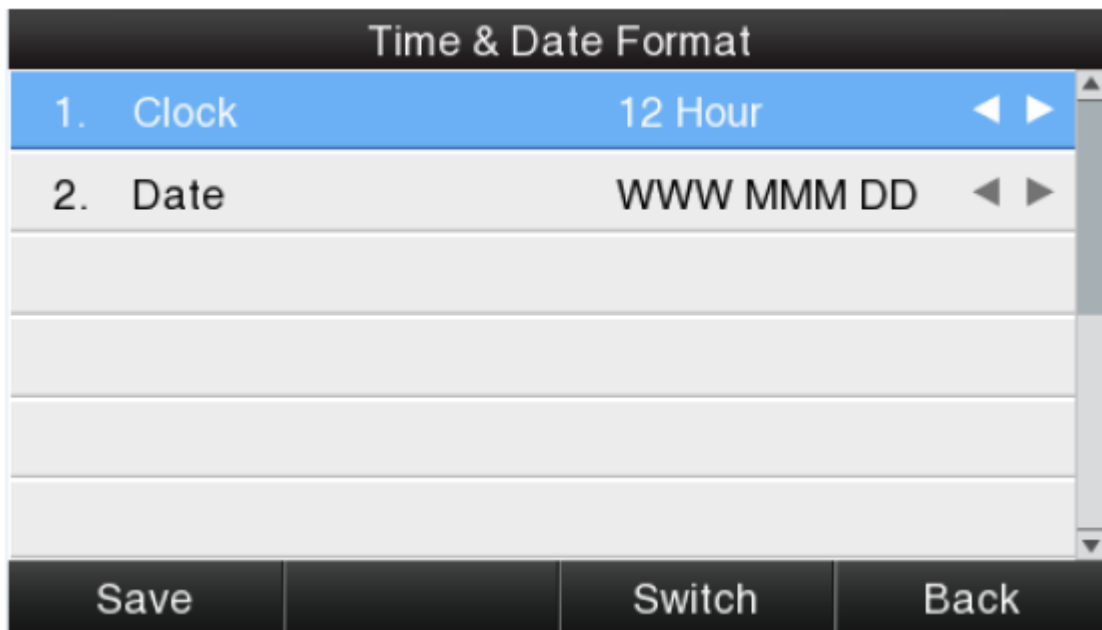 Time & Date Format
1. Clock 12 Hour
2. Date WWW MMM DD
Save Switch Back